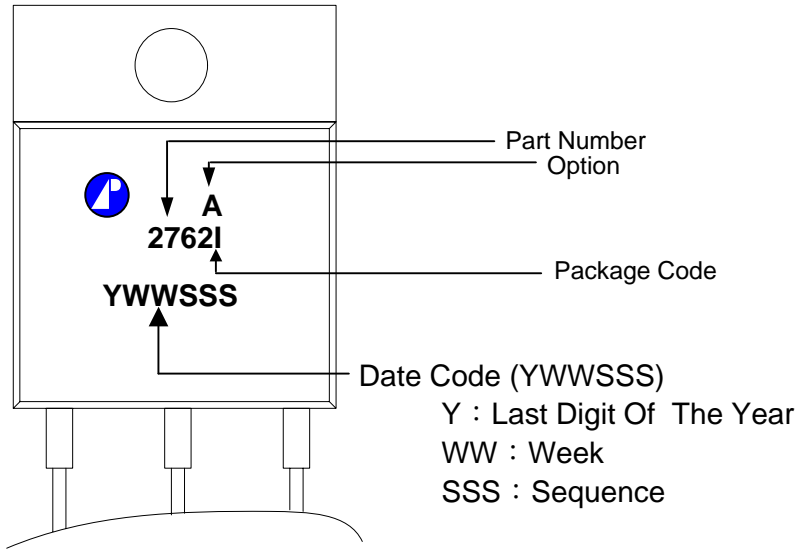 Part Number
Option
A
2762I
Package Code
YWWSSS
Date Code (YWWSSS)
Y：Last Digit Of The Year
WW：Week
SSS：Sequence